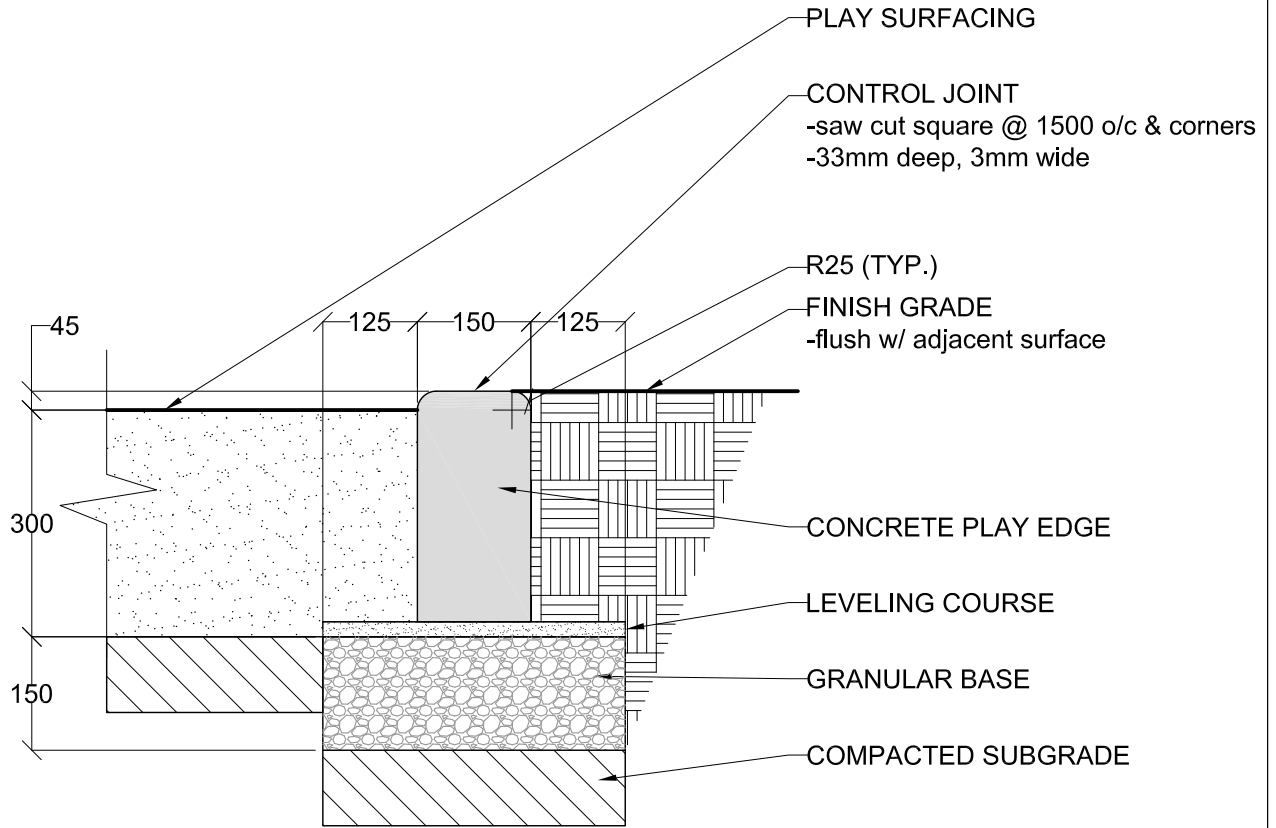 PLAY SURFACING
CONTROL JOINT
-saw cut square @ 1500 o/c & corners
-33mm deep, 3mm wide
R25 (TYP.)
FINISH GRADE
-flush w/ adjacent surface
45
125
150
125
300
CONCRETE PLAY EDGE
LEVELING COURSE
150
GRANULAR BASE
COMPACTED SUBGRADE